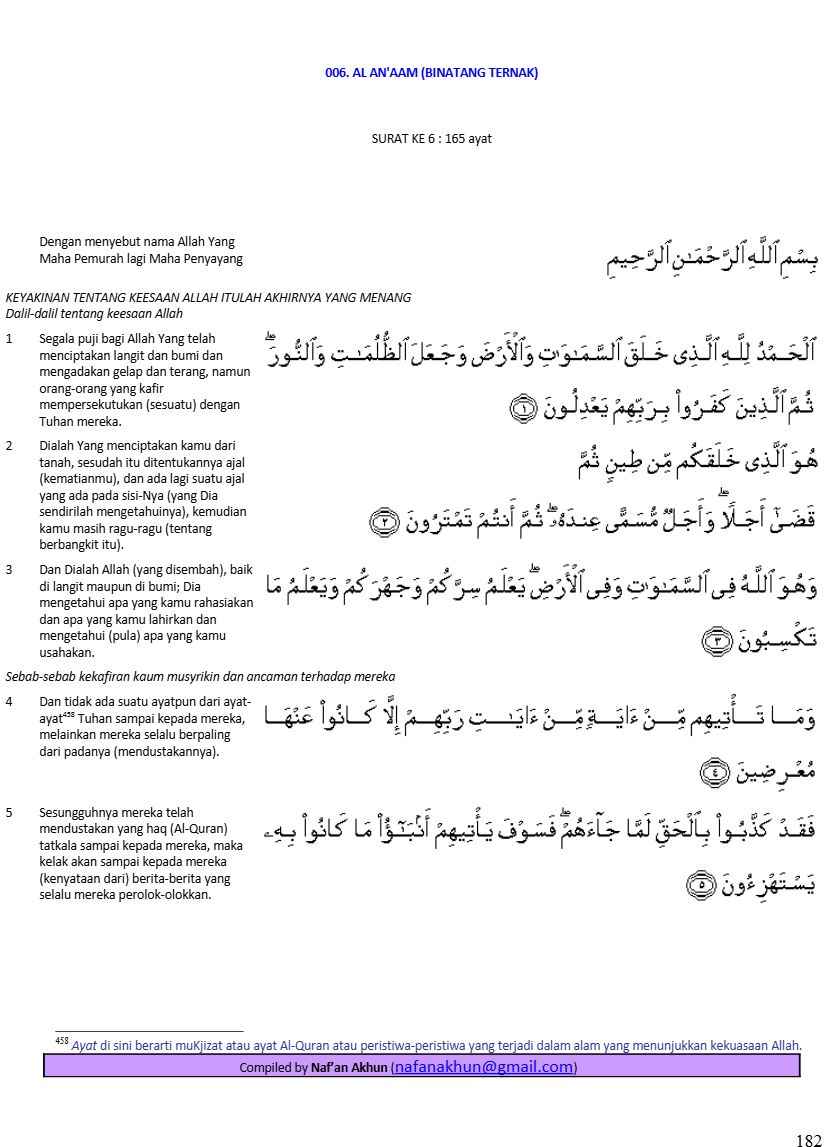 006. AL AN'AAM (BINATANG TERNAK)
SURAT KE 6 : 165 ayat
Dengan menyebut nama Allah Yang
Maha Pemurah lagi Maha Penyayang
بِسْمِ ٱللَّهِ ٱلرَّحْمَـٰنِ ٱلرَّحِيمِ
KEYAKINAN TENTANG KEESAAN ALLAH ITULAH AKHIRNYA YANG MENANG
Dalil-dalil tentang keesaan Allah
1 Segala puji bagi Allah Yang telah
menciptakan langit dan bumi dan
mengadakan gelap dan terang, namun
orang-orang yang kafir
mempersekutukan (sesuatu) dengan
Tuhan mereka.
ٱلْحَمْدُ لِلَّهِ ٱلَّذِى خَلَقَ ٱلسَّمَـٰوَٰتِ وَٱلْأَرْضَ وَجَعَلَ ٱلظُّلُمَـٰتِ وَٱلنُّورَ ۖ
ثُمَّ ٱلَّذِينَ كَفَرُوا۟ بِرَبِّهِمْ يَعْدِلُونَ ﴿١﴾
2 Dialah Yang menciptakan kamu dari
tanah, sesudah itu ditentukannya ajal
(kematianmu), dan ada lagi suatu ajal
yang ada pada sisi-Nya (yang Dia
sendirilah mengetahuinya), kemudian
kamu masih ragu-ragu (tentang
berbangkit itu).
هُوَ ٱلَّذِى خَلَقَكُم مِّن طِينٍ ثُمَّ
قَضَىٰٓ أَجَلًا ۖ وَأَجَلٌ مُّسَمًّى عِندَهُۥ ۖ ثُمَّ أَنتُمْ تَمْتَرُونَ ﴿٢﴾
3 Dan Dialah Allah (yang disembah), baik
di langit maupun di bumi; Dia
mengetahui apa yang kamu rahasiakan
dan apa yang kamu lahirkan dan
mengetahui (pula) apa yang kamu
usahakan.
وَهُوَ ٱللَّهُ فِى ٱلسَّمَـٰوَٰتِ وَفِى ٱلْأَرْضِ ۖ يَعْلَمُ سِرَّكُمْ وَجَهْرَكُمْ وَيَعْلَمُ مَا
تَكْسِبُونَ ﴿٣﴾
Sebab-sebab kekafiran kaum musyrikin dan ancaman terhadap mereka
4 Dan tidak ada suatu ayatpun dari ayat-
ayat458 Tuhan sampai kepada mereka,
melainkan mereka selalu berpaling
dari padanya (mendustakannya).
وَمَا تَأْتِيهِم مِّنْ ءَايَةٍ مِّنْ ءَايَـٰتِ رَبِّهِمْ إِلَّا كَانُوا۟ عَنْهَا
مُعْرِضِينَ ﴿٤﴾
5 Sesungguhnya mereka telah
mendustakan yang haq (Al-Quran)
tatkala sampai kepada mereka, maka
kelak akan sampai kepada mereka
(kenyataan dari) berita-berita yang
selalu mereka perolok-olokkan.
فَقَدْ كَذَّبُوا۟ بِٱلْحَقِّ لَمَّا جَآءَهُمْ ۖ فَسَوْفَ يَأْتِيهِمْ أَنۢبَـٰٓؤُا۟ مَا كَانُوا۟ بِهِۦ
يَسْتَهْزِءُونَ ﴿٥﴾
458 Ayat di sini berarti muKjizat atau ayat Al-Quran atau peristiwa-peristiwa yang terjadi dalam alam yang menunjukkan kekuasaan Allah.
Compiled by Naf’an Akhun (nafanakhun@gmail.com)
182